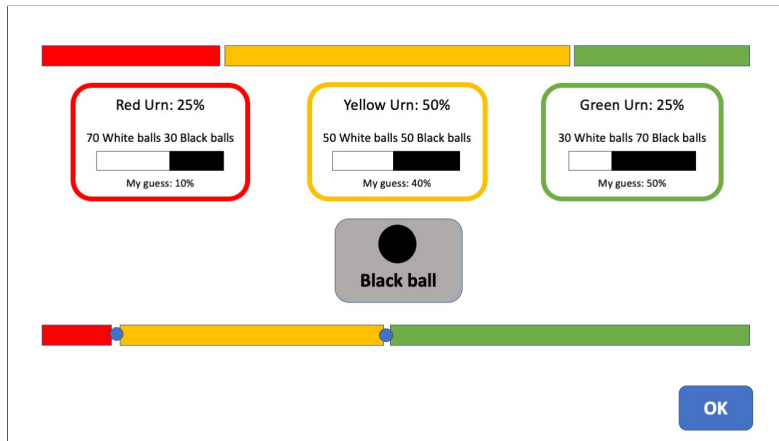 Red Urn: 25%
70 White balls 30 Black balls
My guess: 10%
Yellow Urn: 50%
50 White balls 50 Black balls
My guess: 40%
Green Urn: 25%
30 White balls 70 Black balls
My guess: 50%
Black ball
OK